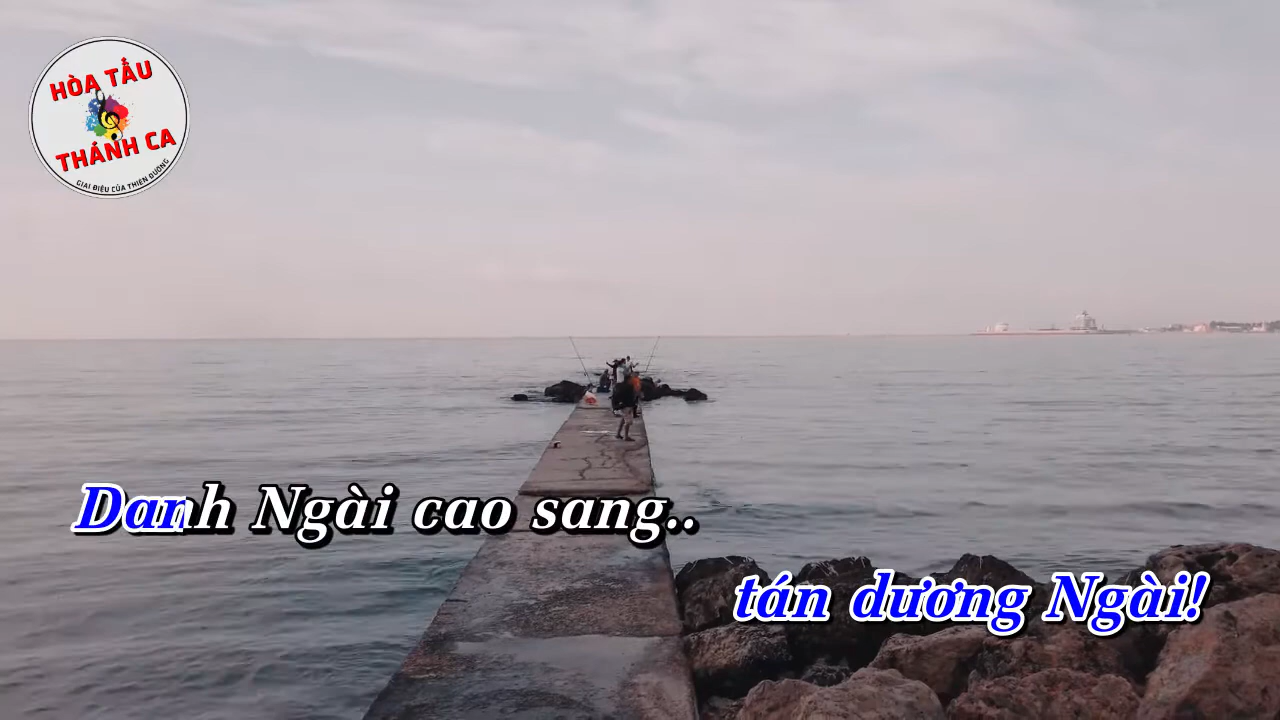 HÒA TẤU
THÁNH CA
GIAI ĐIỆU CỦA THIÊN ĐƯỜNG
Danh Ngài cao sang..
tán dương Ngài!